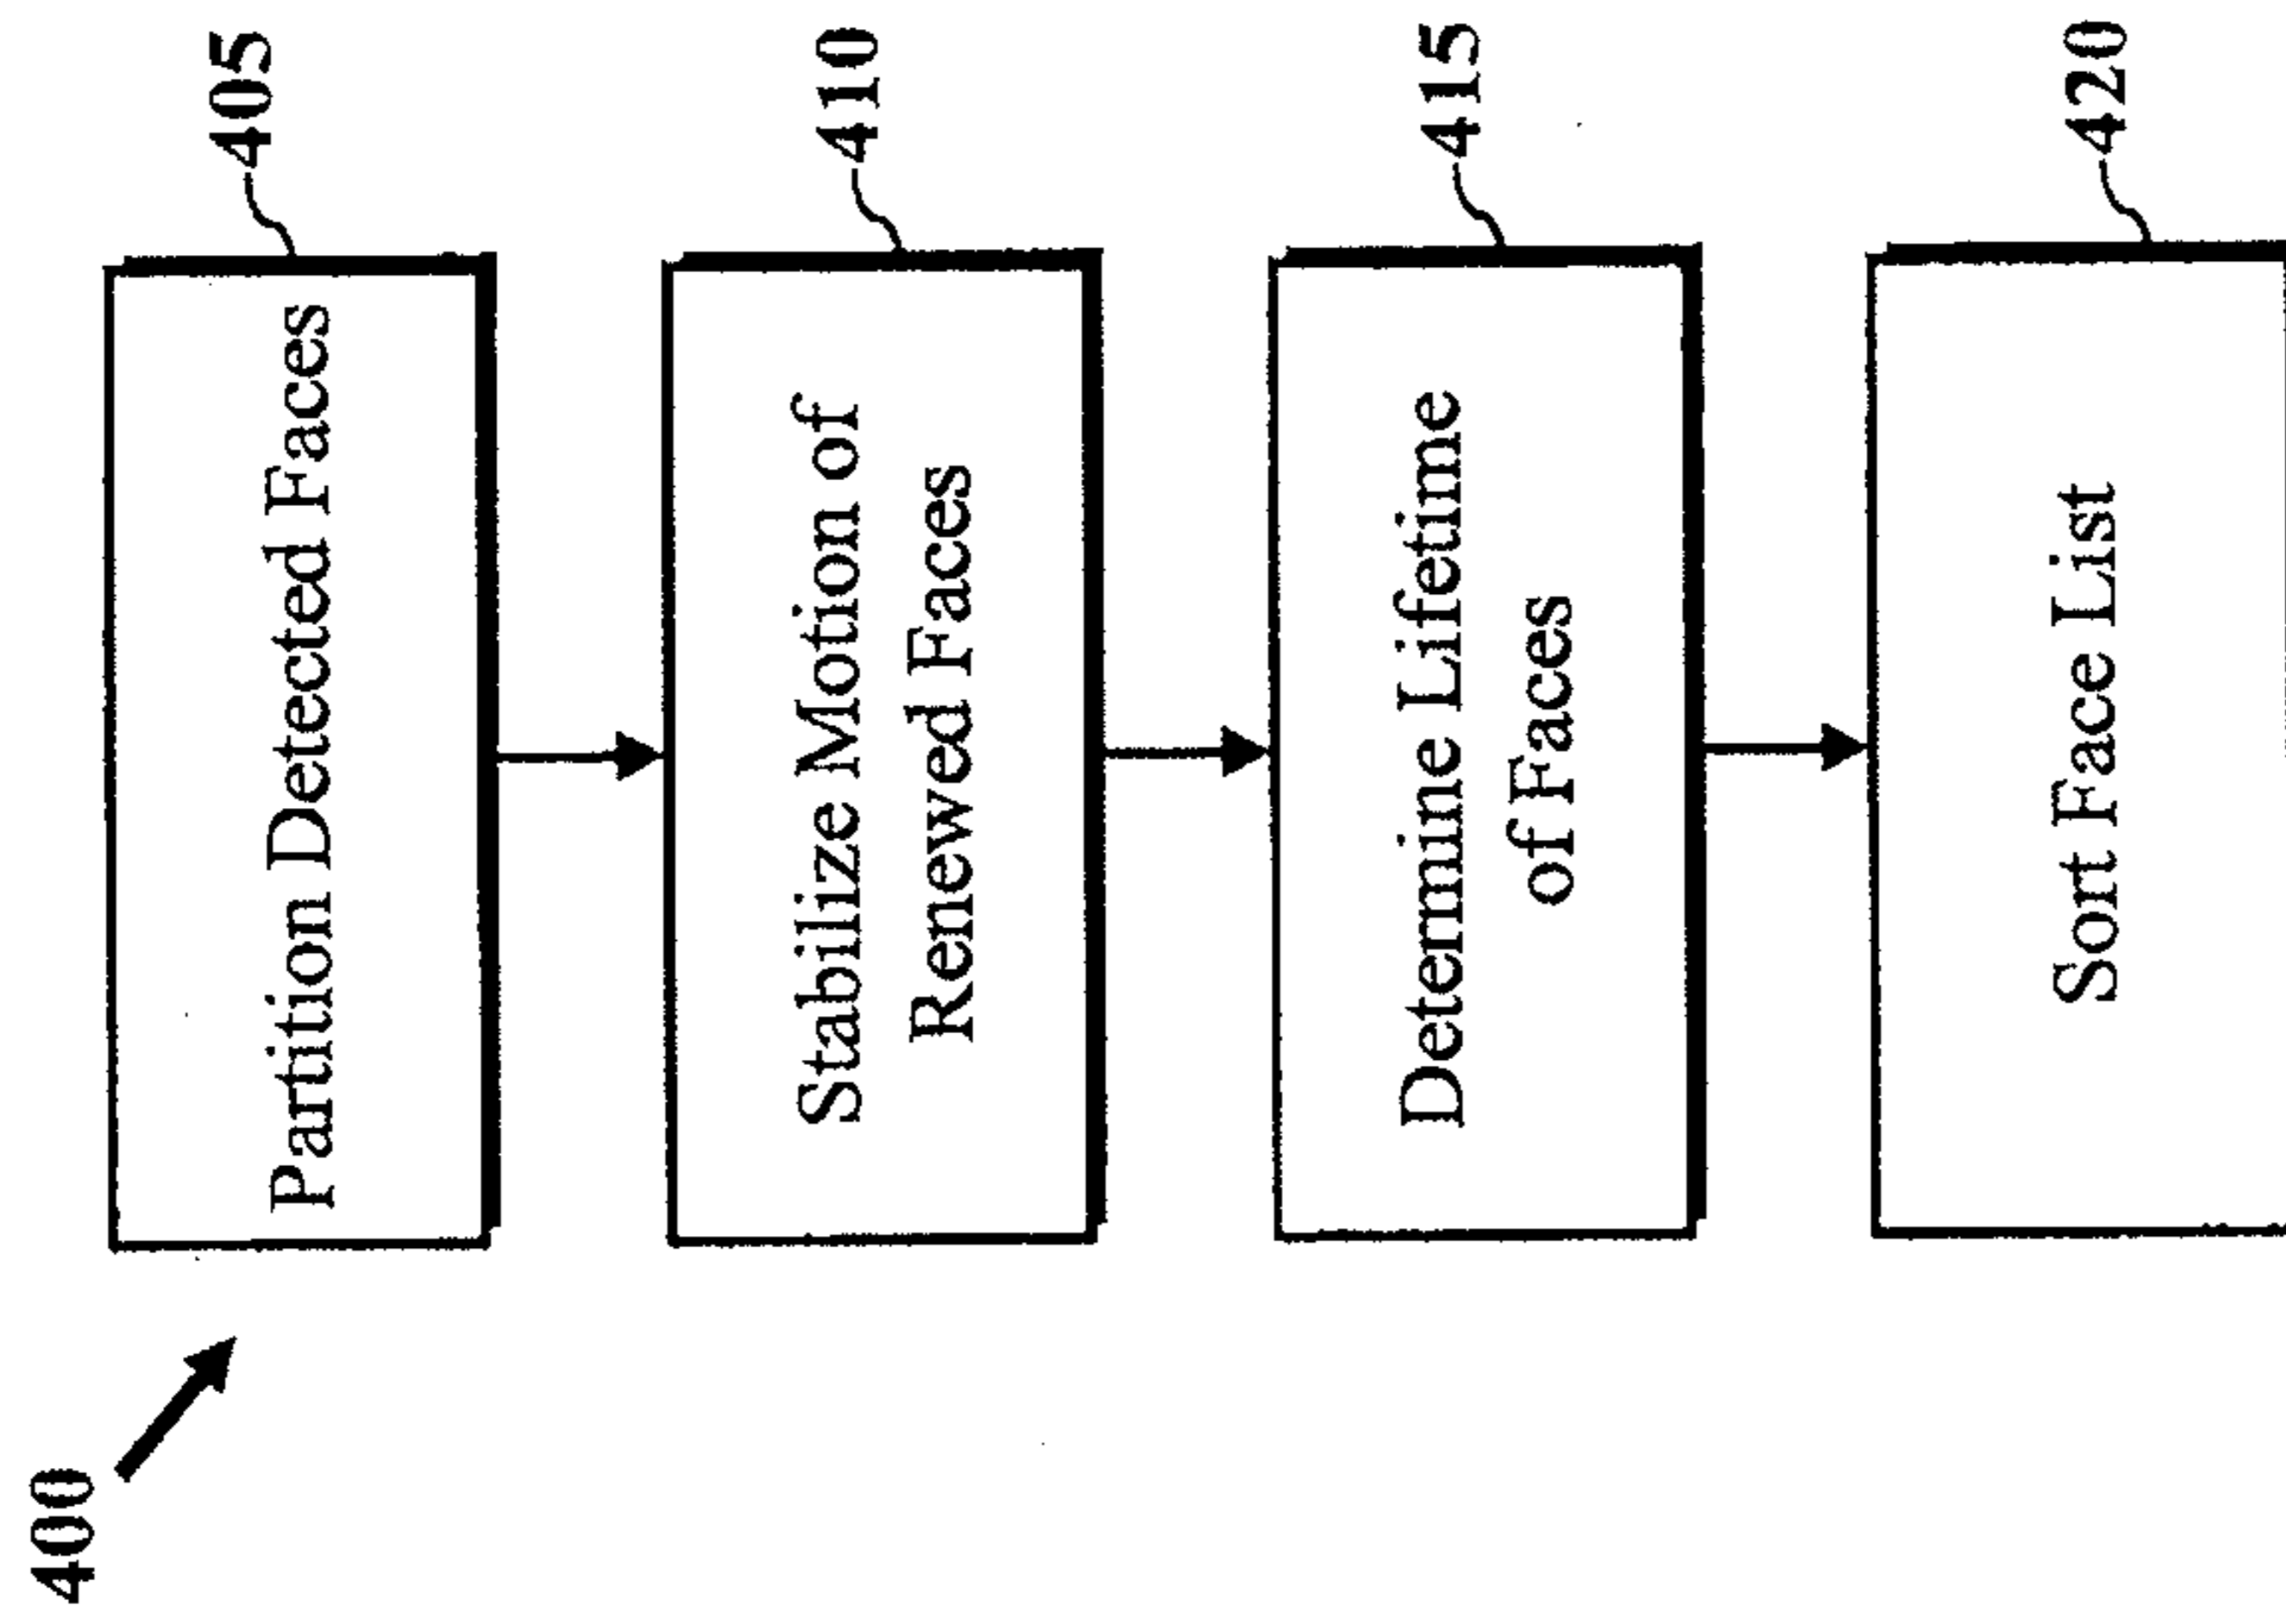 400
Partition Detected Faces
405
Stabilize Motion of
Renewed Faces
410
Determine Lifetime
of Faces
415
Sort Face List
420